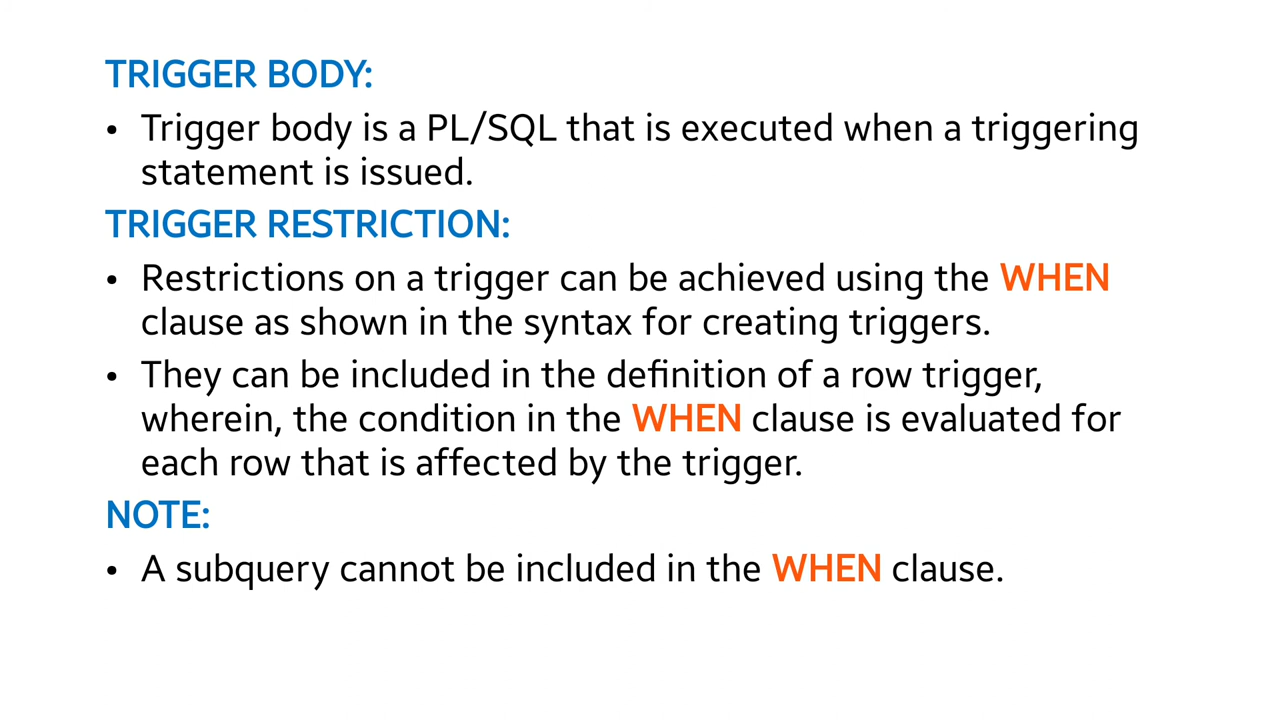 TRIGGER BODY:
• Trigger body is a PL/SQL that is executed when a triggering
statement is issued.
TRIGGER RESTRICTION:
• Restrictions on a trigger can be achieved using the WHEN
clause as shown in the syntax for creating triggers.
• They can be included in the definition of a row trigger,
wherein, the condition in the WHEN clause is evaluated for
each row that is affected by the trigger.
NOTE:
• A subquery cannot be included in the WHEN clause.